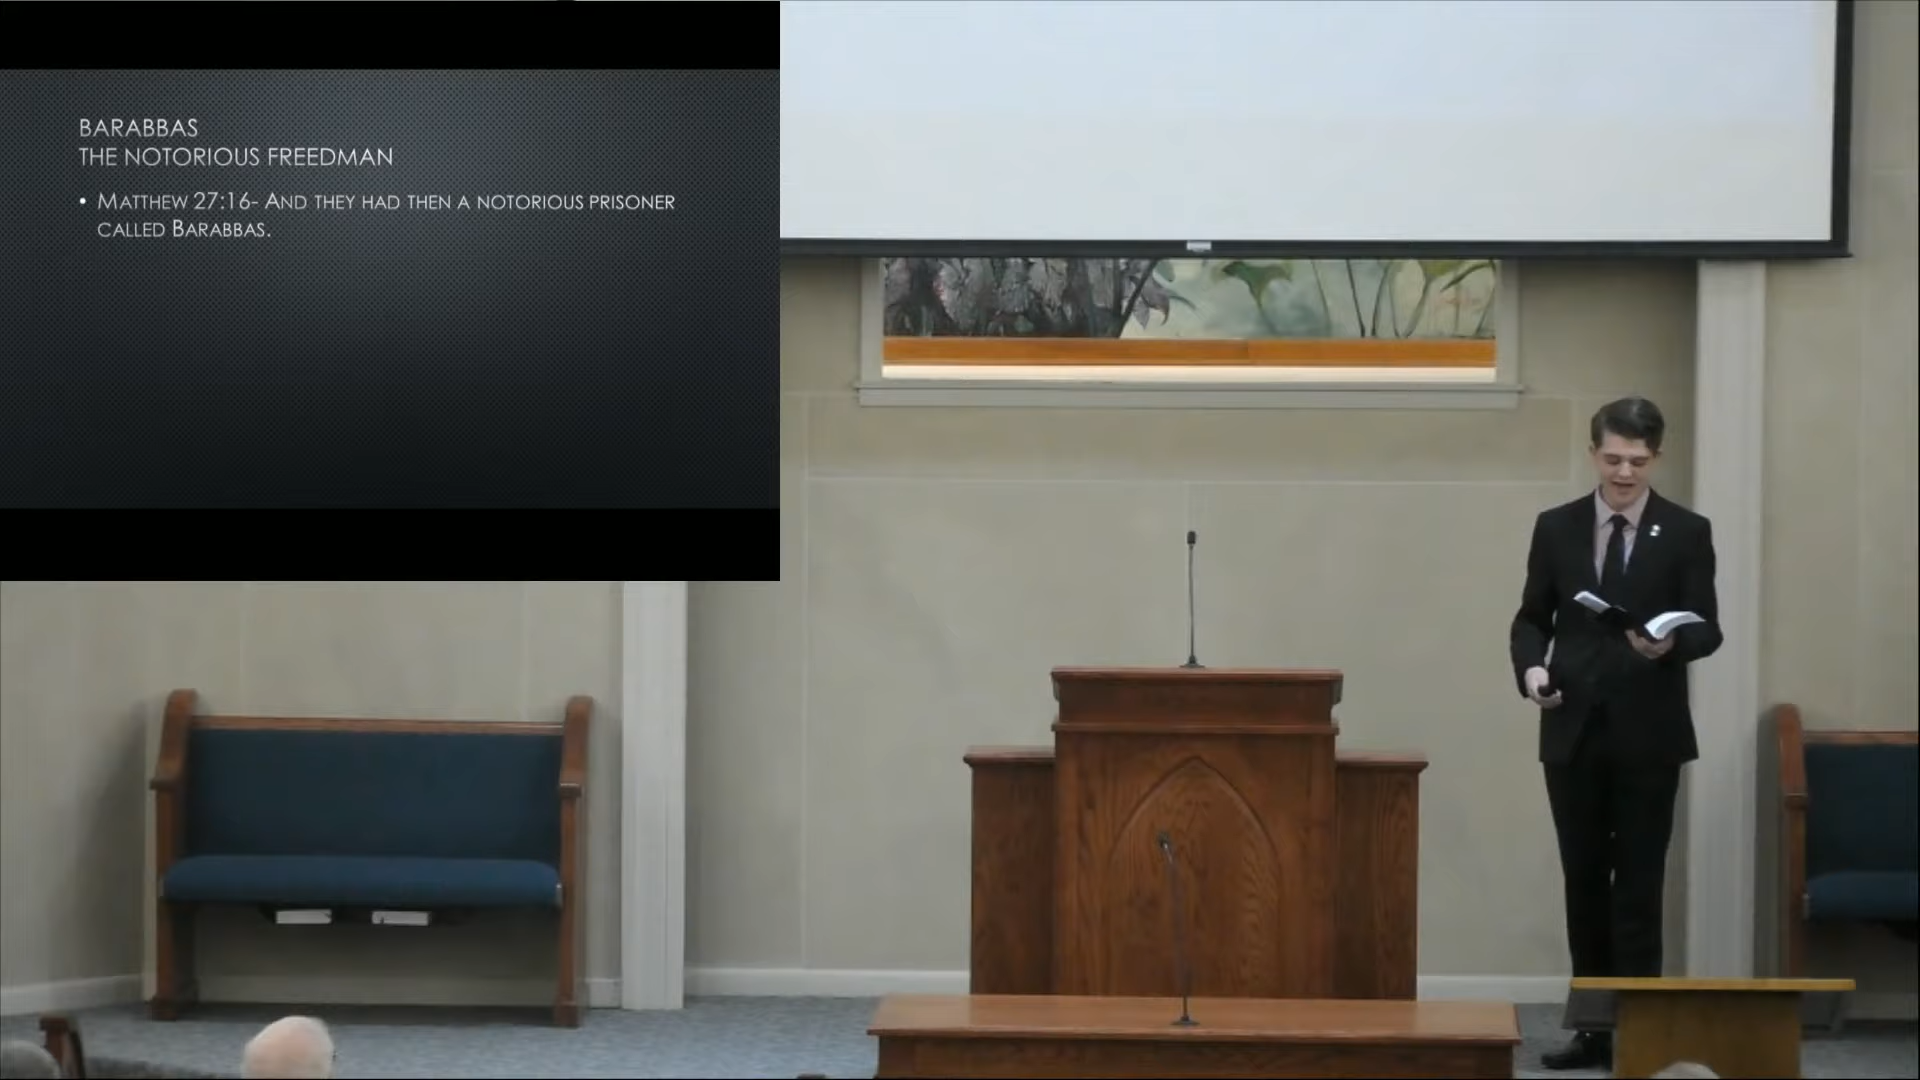 BARABBAS
THE NOTORIOUS FREEDMAN
• MATTHEW 27:16- AND THEY HAD THEN A NOTORIOUS PRISONER
CALLED BARABBAS.